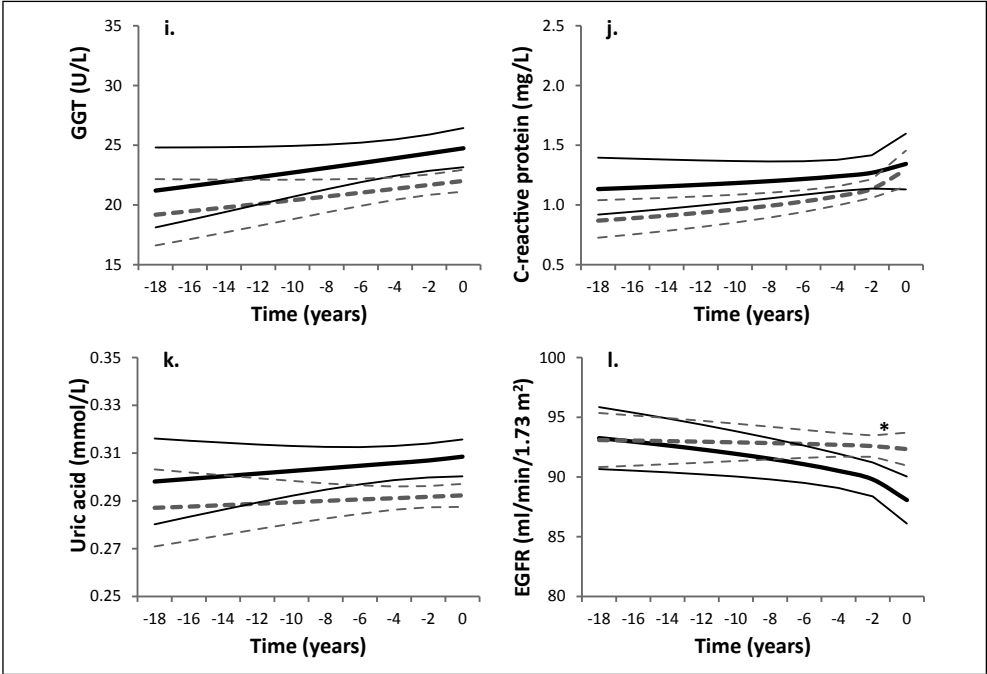 i.
GGT (U/L)
35
30
25
20
15
-18 -16 -14 -12 -10 -8 -6 -4 -2 0
Time (years)
j.
C-reactive protein (mg/L)
2.5
2.0
1.5
1.0
0.5
-18 -16 -14 -12 -10 -8 -6 -4 -2 0
Time (years)
k.
Uric acid (mmol/L)
0.35
0.33
0.31
0.29
0.27
0.25
-18 -16 -14 -12 -10 -8 -6 -4 -2 0
Time (years)
l.
EGFR (ml/min/1.73 m²)
100
95
90
85
80
*
-18 -16 -14 -12 -10 -8 -6 -4 -2 0
Time (years)